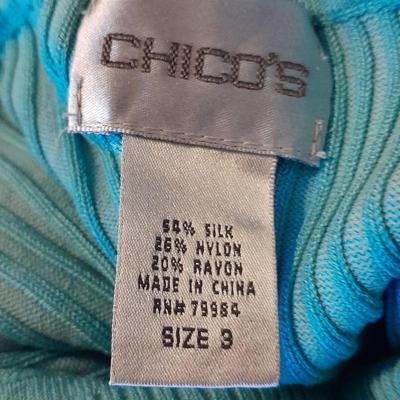 CHICO'S
54% SILK
26% NYLON
20% RAYON
MADE IN CHINA
RN# 79984
SIZE 3